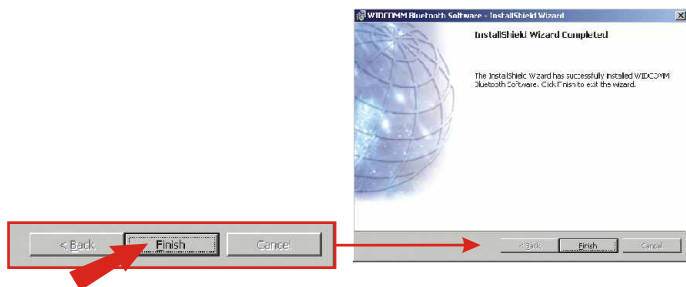 WIDCOMM Bluetooth Software - InstallShield Wizard
InstallShield Wizard Completed
The InstallShield Wizard has successfully installed WIDCOMM
Bluetooth Software. Click Finish to exit the wizard.
< Back Finish Cancel
< Back Finish Cancel